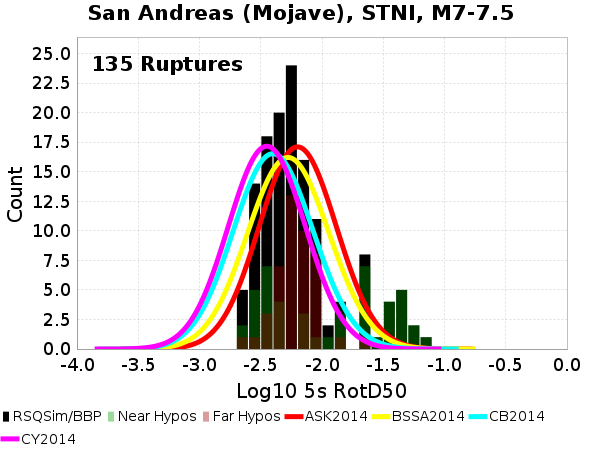 San Andreas (Mojave), STNI, M7-7.5
135 Ruptures
Count
25.0
22.5
20.0
17.5
15.0
12.5
10.0
7.5
5.0
2.5
0.0
-4.0 -3.5 -3.0 -2.5 -2.0 -1.5 -1.0 -0.5 0.0
Log10 5s RotD50
RSQSim/BBP Near Hypos Far Hypos ASK2014 BSSA2014 CB2014
CY2014